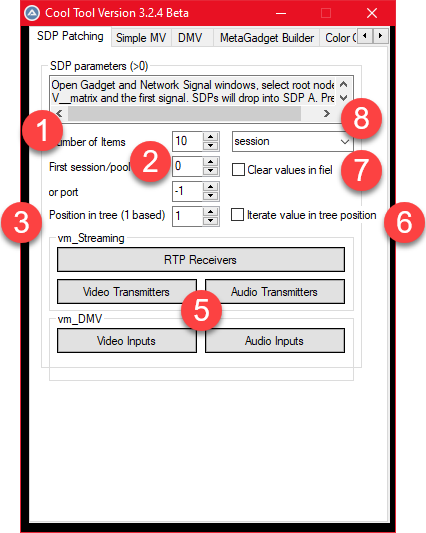 Cool Tool Version 3.2.4 Beta
SDP Patching Simple MV DMV MetaGadget Builder Color
SDP parameters (>0)
Open Gadget and Network Signal windows, select root node
V__matrix and the first signal. SDPs will drop into SDP A. Pre
8
1
umber of Items 10 session
2
7
First session/pool 0 Clear values in fiel
or port -1
3
Position in tree (1 based) 1 Iterate value in tree position
6
vm_Streaming
RTP Receivers
Video Transmitters Audio Transmitters
5
vm_DMV
Video Inputs Audio Inputs